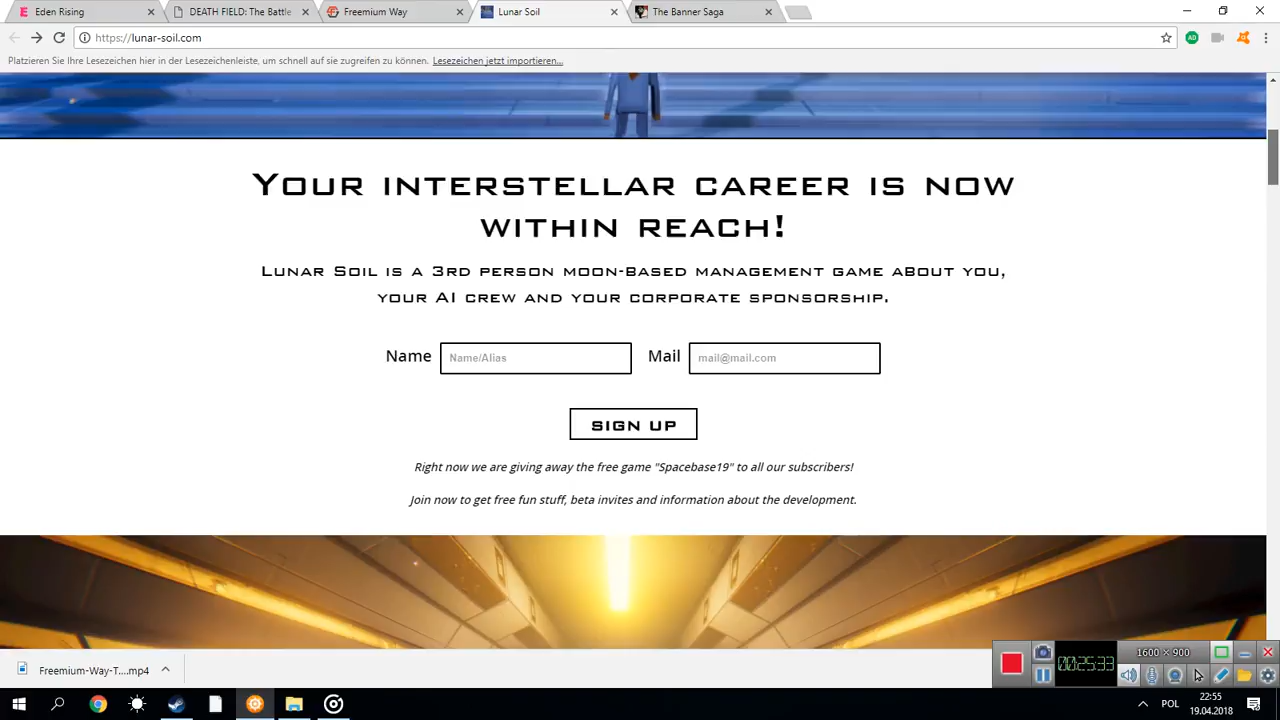 Eden Rising
DEATH FIELD: The Battle
Freemium Way
Lunar Soil
The Banner Saga
https://lunar-soil.com
AD
Platzieren Sie Ihre Lesezeichen hier in der Lesezeichenleiste, um schnell auf sie zugreifen zu können. Lesezeichen jetzt importieren...
Your interstellar career is now
within reach!
Lunar Soil is a 3rd person moon-based management game about you,
your AI crew and your corporate sponsorship.
Name Name/Alias Mail mail@mail.com
SIGN UP
Right now we are giving away the free game "Spacebase19" to all our subscribers!
Join now to get free fun stuff, beta invites and information about the development.
Freemium-Way-T....mp4
00:25:33
1600 × 900
POL
22:55
19.04.2018